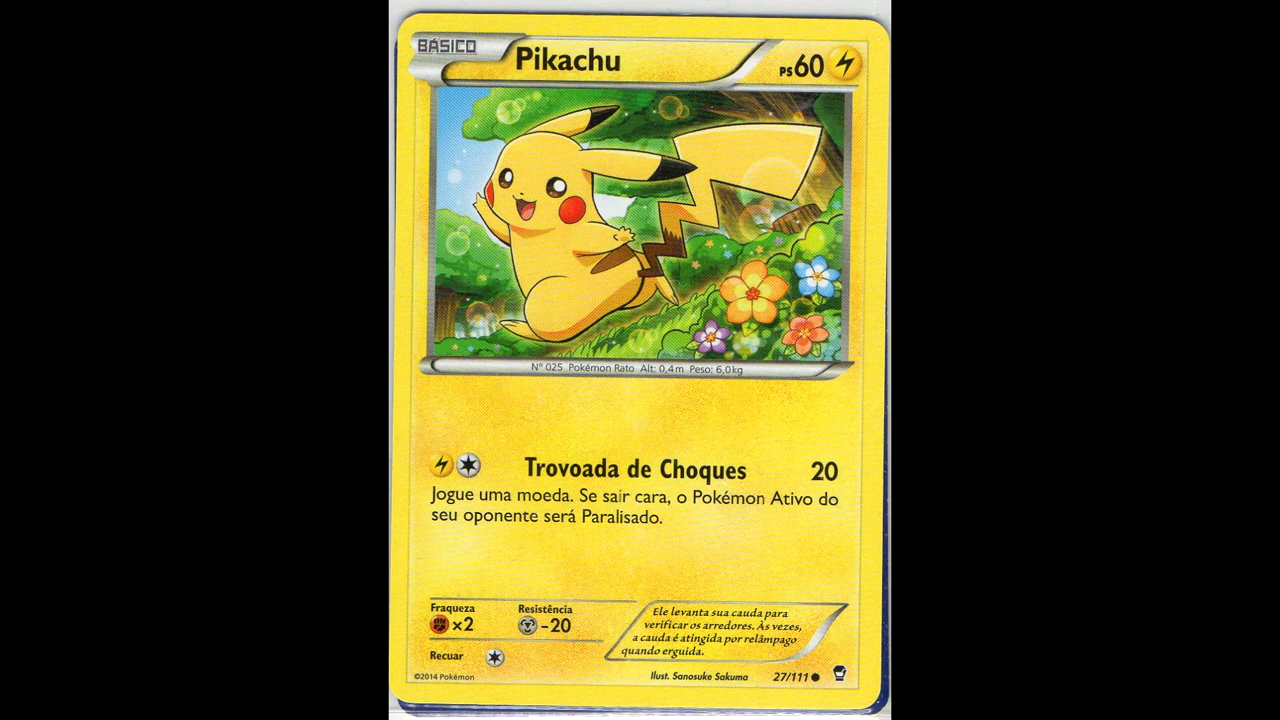 BÁSICO
Pikachu
PS60
Nº 025 Pokémon Rato Alt: 0,4m Peso: 6,0kg
Trovoada de Choques 20
Jogue uma moeda. Se sair cara, o Pokémon Ativo do
seu oponente será Paralisado.
Fraqueza
×2
Resistência
-20
Recuar
Ele levanta sua cauda para
verificar os arredores. Às vezes,
a cauda é atingida por relâmpago
quando erguida.
©2014 Pokémon
Ilust. Sanosuke Sakuma
27/111